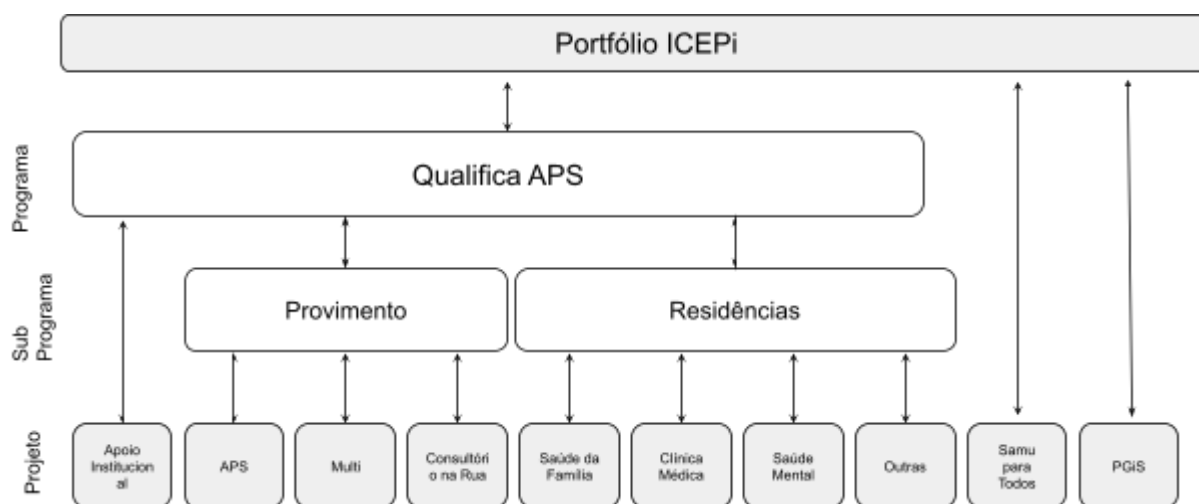 Portfólio ICEPi
Programa
Qualifica APS
Sub
Programa
Provimento
Residências
Projeto
Apoio
Institucion
al
APS
Multi
Consultóri
o na Rua
Saúde da
Família
Clínica
Médica
Saúde
Mental
Outras
Samu
para
Todos
PGiS